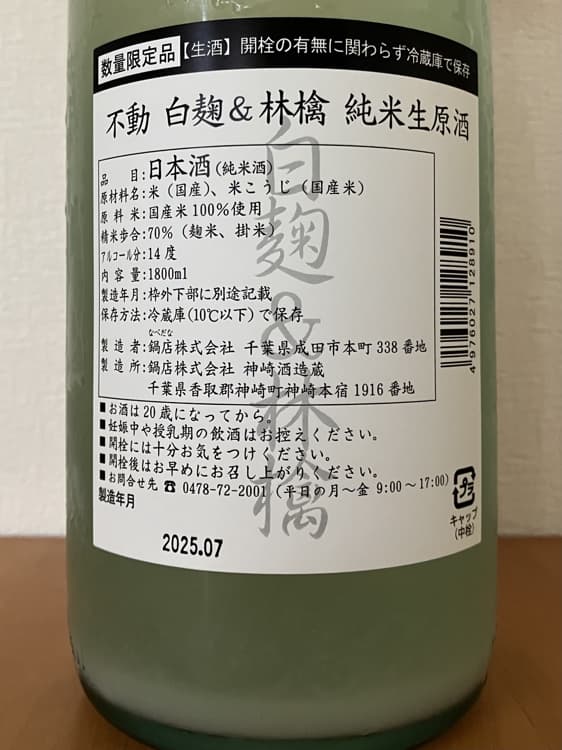 数量限定品【生酒】開栓の有無に関わらず冷蔵庫で保存
不動 白麹＆林檎 純米生原酒
白麹&林檎
品目:日本酒(純米酒)
原材料名:米（国産）、米こうじ（国産米）
原料米:国産米100％使用
精米歩合:70％（麹米、掛米）
アルコール分:14度
内容量:1800ml
製造年月:枠外下部に別途記載
保存方法:冷蔵庫(10℃以下)で保存
なべだな
製造者:鍋店株式会社 千葉県成田市本町338番地
製造所:鍋店株式会社 神崎酒造蔵
千葉県香取郡神崎町神崎本宿1916番地
■お酒は20歳になってから。
■妊娠中や授乳期の飲酒はお控えください。
■開栓には十分お気をつけください。
■開栓後はお早めにお召し上がりください。
■お問合せ先 ☎ 0478-72-2001（平日の月～金 9:00～17:00）
製造年月
2025.07
4976027128910
プラ
キャップ
(中栓)